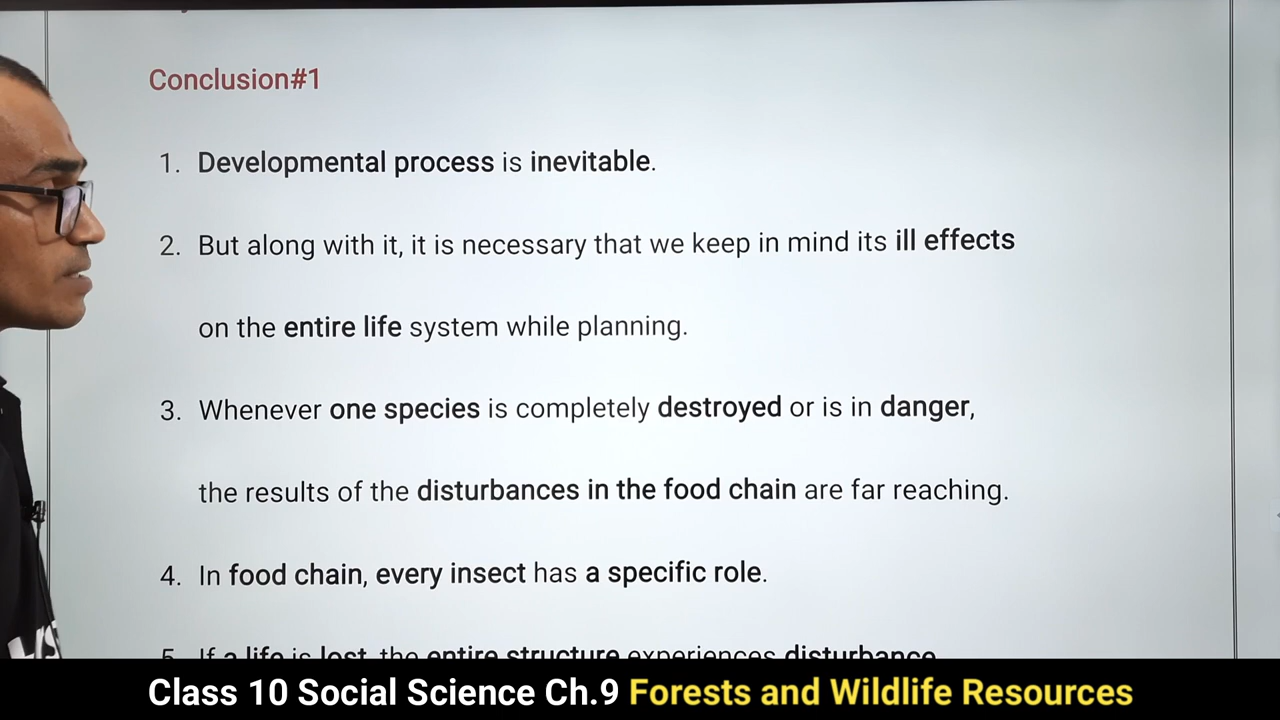 Conclusion#1
1. Developmental process is inevitable.
2. But along with it, it is necessary that we keep in mind its ill effects
on the entire life system while planning.
3. Whenever one species is completely destroyed or is in danger,
the results of the disturbances in the food chain are far reaching.
4. In food chain, every insect has a specific role.
5. If a life is lost, the entire structure experiences disturbance.
Class 10 Social Science Ch.9 Forests and Wildlife Resources